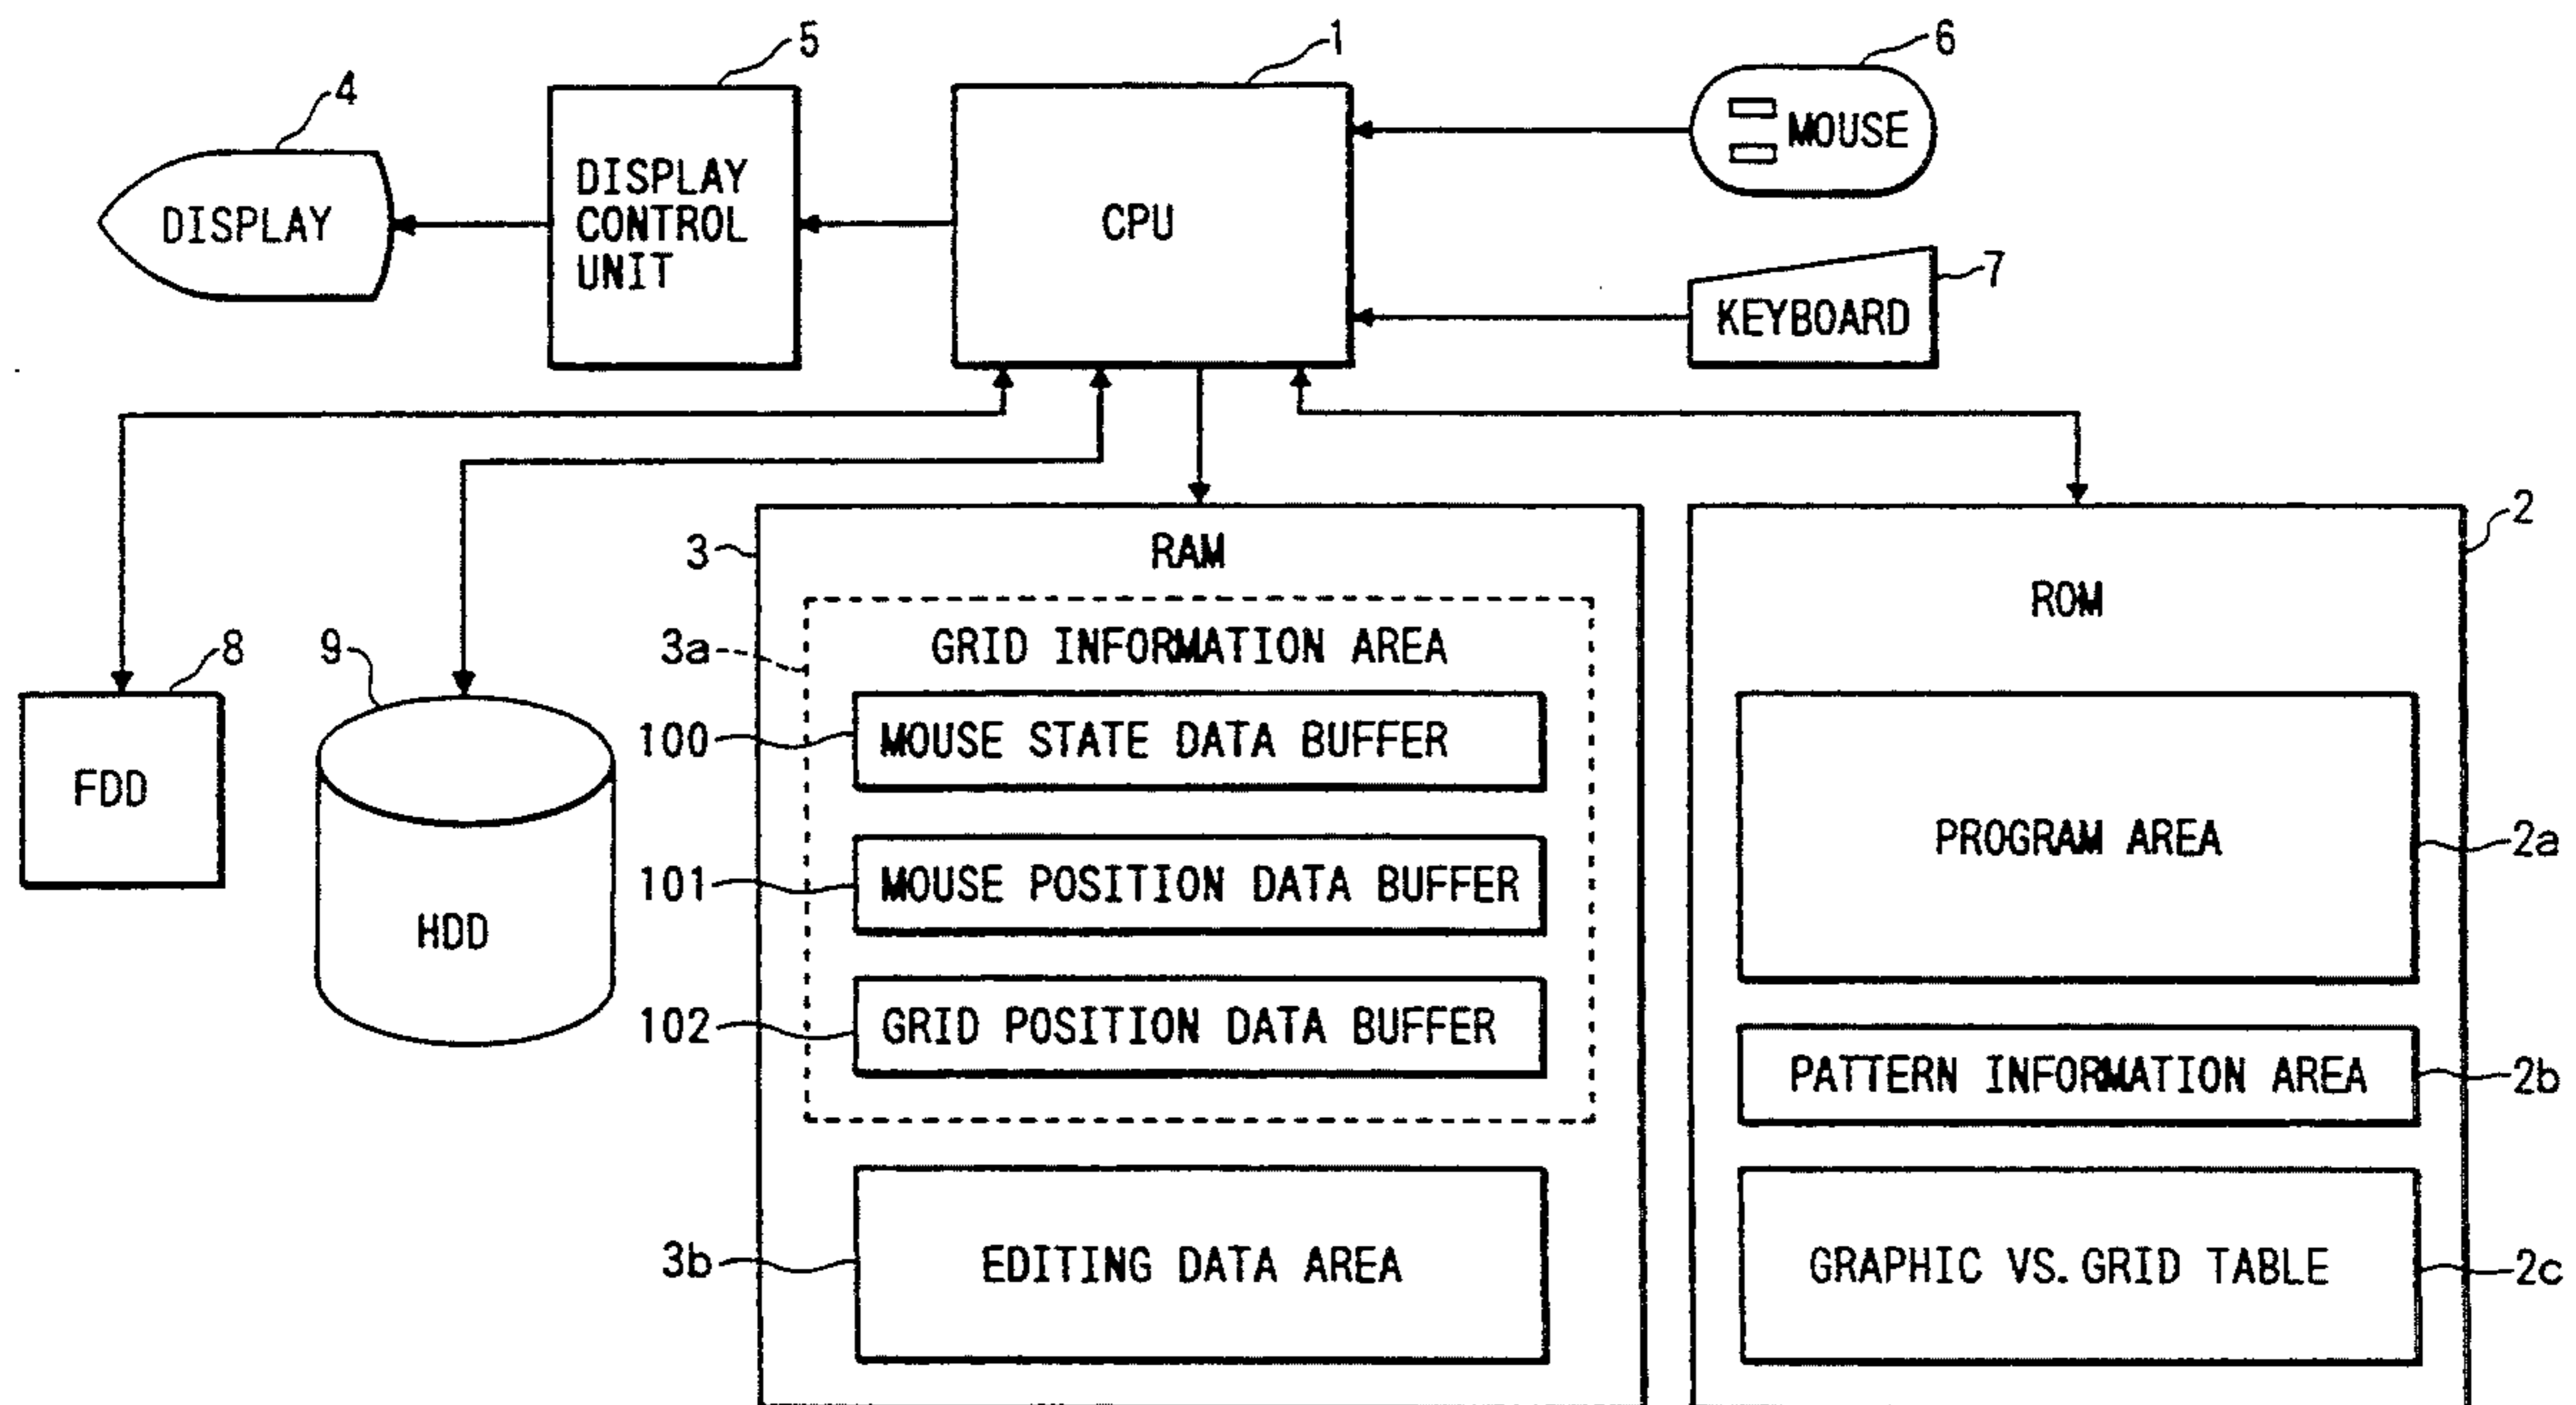 5
1
6
4
MOUSE
DISPLAY
CONTROL
UNIT
DISPLAY
CPU
7
KEYBOARD
2
3
RAM
ROM
8
9
3a
GRID INFORMATION AREA
100
MOUSE STATE DATA BUFFER
FDD
PROGRAM AREA
2a
101
MOUSE POSITION DATA BUFFER
HDD
102
GRID POSITION DATA BUFFER
PATTERN INFORMATION AREA
2b
3b
EDITING DATA AREA
GRAPHIC VS. GRID TABLE
2c